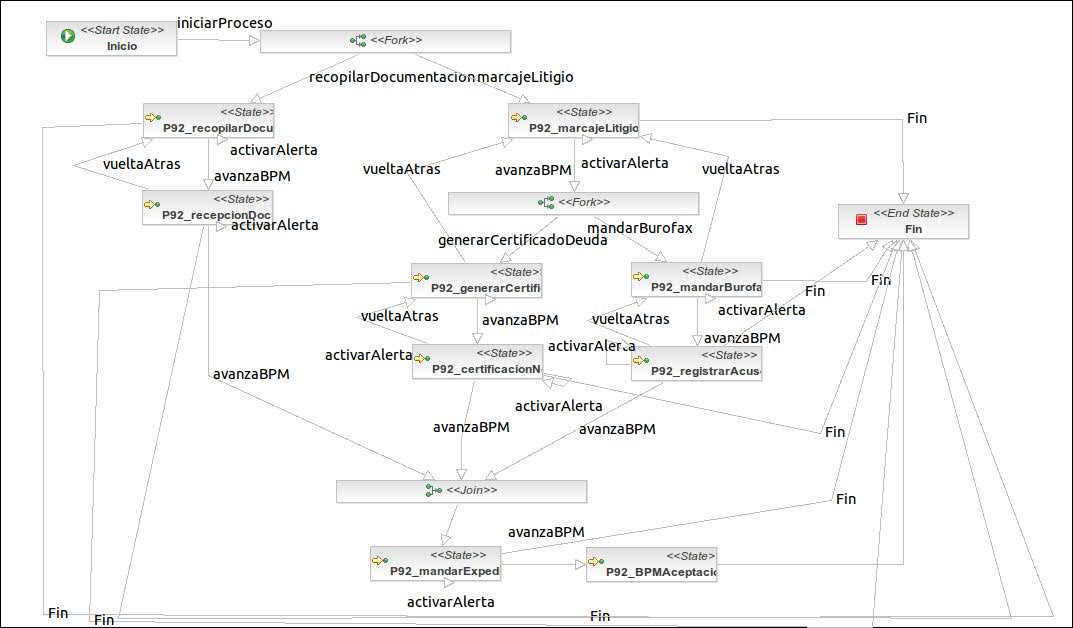 iniciarProceso
<<Start State>>
Inicio
<<Fork>>
recopilarDocumentacion
marcajeLitigio
<<State>>
P92_recopilarDocu
<<State>>
P92_marcajeLitigio
Fin
activarAlerta
vueltaAtras
avanzaBPM
vueltaAtras
activarAlerta
avanzaBPM
vueltaAtras
<<State>>
P92_recepcionDoc
activarAlerta
<<Fork>>
<<End State>>
Fin
generarCertificadoDeuda
mandarBurofax
<<State>>
P92_generarCertifi
<<State>>
P92_mandarBurofa
Fin
Fin
vueltaAtras
avanzaBPM
vueltaAtras
activarAlerta
avanzaBPM
activarAlerta
<<State>>
P92_certificacionN
activarAlerta
<<State>>
P92_registrarAcus
avanzaBPM
activarAlerta
avanzaBPM
avanzaBPM
Fin
<<Join>>
Fin
avanzaBPM
<<State>>
P92_mandarExped
<<State>
P92_BPMAceptacio
activarAlerta
Fin
Fin
Fin